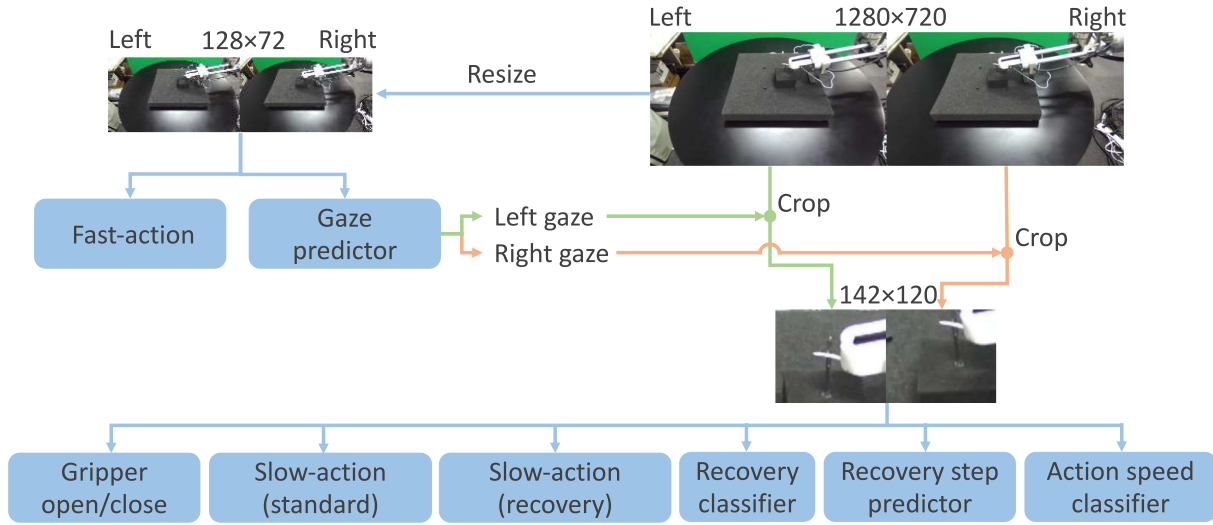 Left 128×72 Right
Left 1280×720 Right
Resize
Fast-action
Gaze
predictor
Left gaze
Right gaze
Crop
Crop
142×120
Gripper
open/close
Slow-action
(standard)
Slow-action
(recovery)
Recovery
classifier
Recovery step
predictor
Action speed
classifier